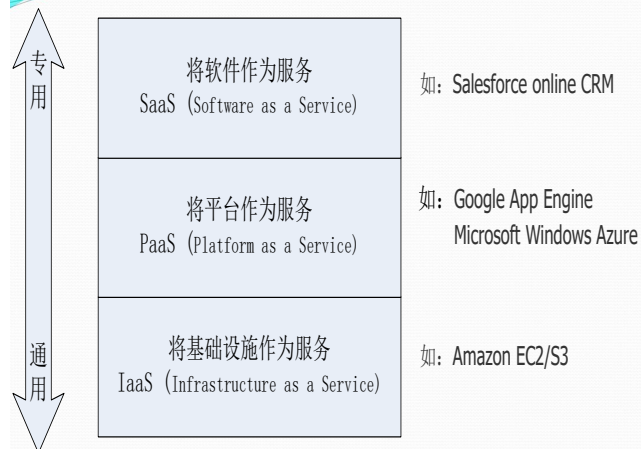 专用
将软件作为服务
SaaS (Software as a Service)
如: Salesforce online CRM
将平台作为服务
PaaS (Platform as a Service)
如: Google App Engine
Microsoft Windows Azure
通用
将基础设施作为服务
IaaS (Infrastructure as a Service)
如: Amazon EC2/S3